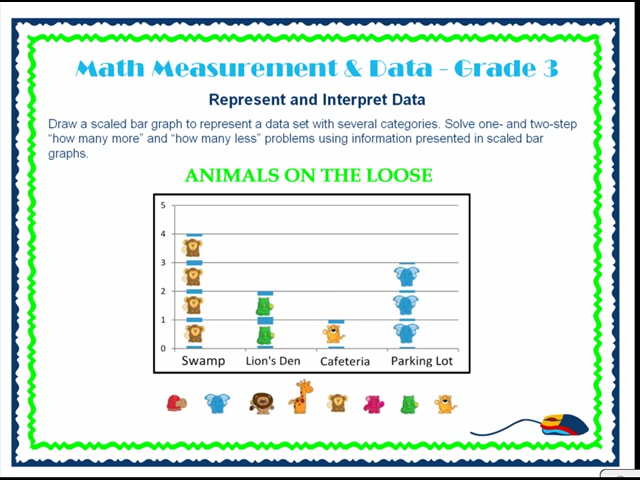 Math Measurement & Data - Grade 3
Represent and Interpret Data
Draw a scaled bar graph to represent a data set with several categories. Solve one- and two-step
“how many more” and “how many less” problems using information presented in scaled bar
graphs.
ANIMALS ON THE LOOSE
5
4
3
2
1
0
Swamp Lion's Den Cafeteria Parking Lot